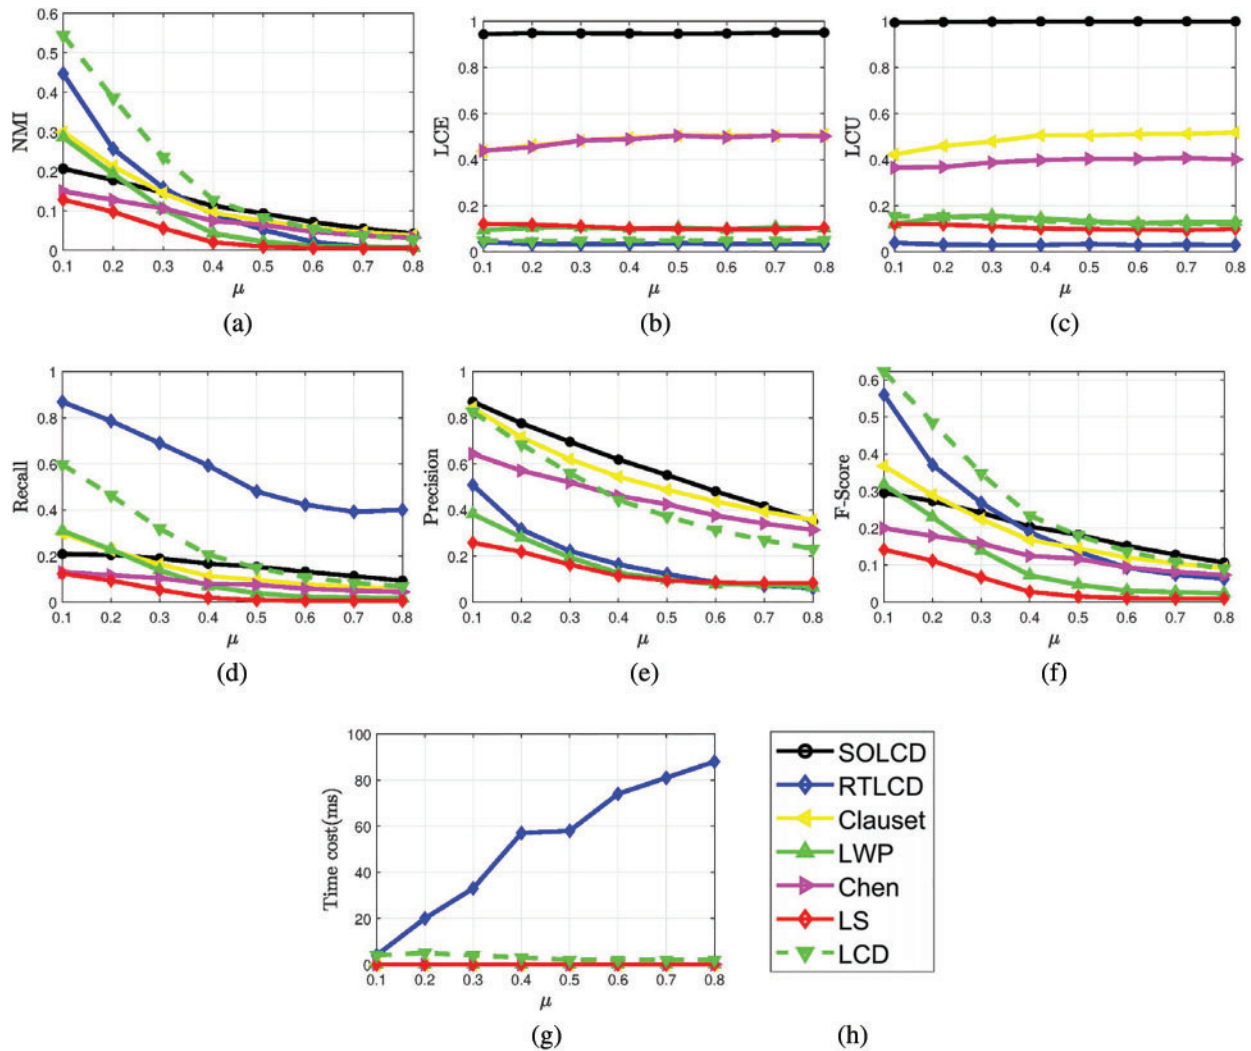 0.6
0.5
0.4
0.3
0.2
0.1
0
NMI
0.1 0.2 0.3 0.4 0.5 0.6 0.7 0.8
μ
(a)
1
0.8
0.6
0.4
0.2
0
LCE
0.1 0.2 0.3 0.4 0.5 0.6 0.7 0.8
μ
(b)
1
0.8
0.6
0.4
0.2
0
LCU
0.1 0.2 0.3 0.4 0.5 0.6 0.7 0.8
μ
(c)
1
0.8
0.6
0.4
0.2
0
Recall
0.1 0.2 0.3 0.4 0.5 0.6 0.7 0.8
μ
(d)
1
0.8
0.6
0.4
0.2
0
Precision
0.1 0.2 0.3 0.4 0.5 0.6 0.7 0.8
μ
(e)
0.6
0.5
0.4
0.3
0.2
0.1
0
F-Score
0.1 0.2 0.3 0.4 0.5 0.6 0.7 0.8
μ
(f)
100
80
60
40
20
0
Time cost(ms)
0.1 0.2 0.3 0.4 0.5 0.6 0.7 0.8
μ
(g)
SOLCD
RTLCD
Clauset
LWP
Chen
LS
LCD
(h)